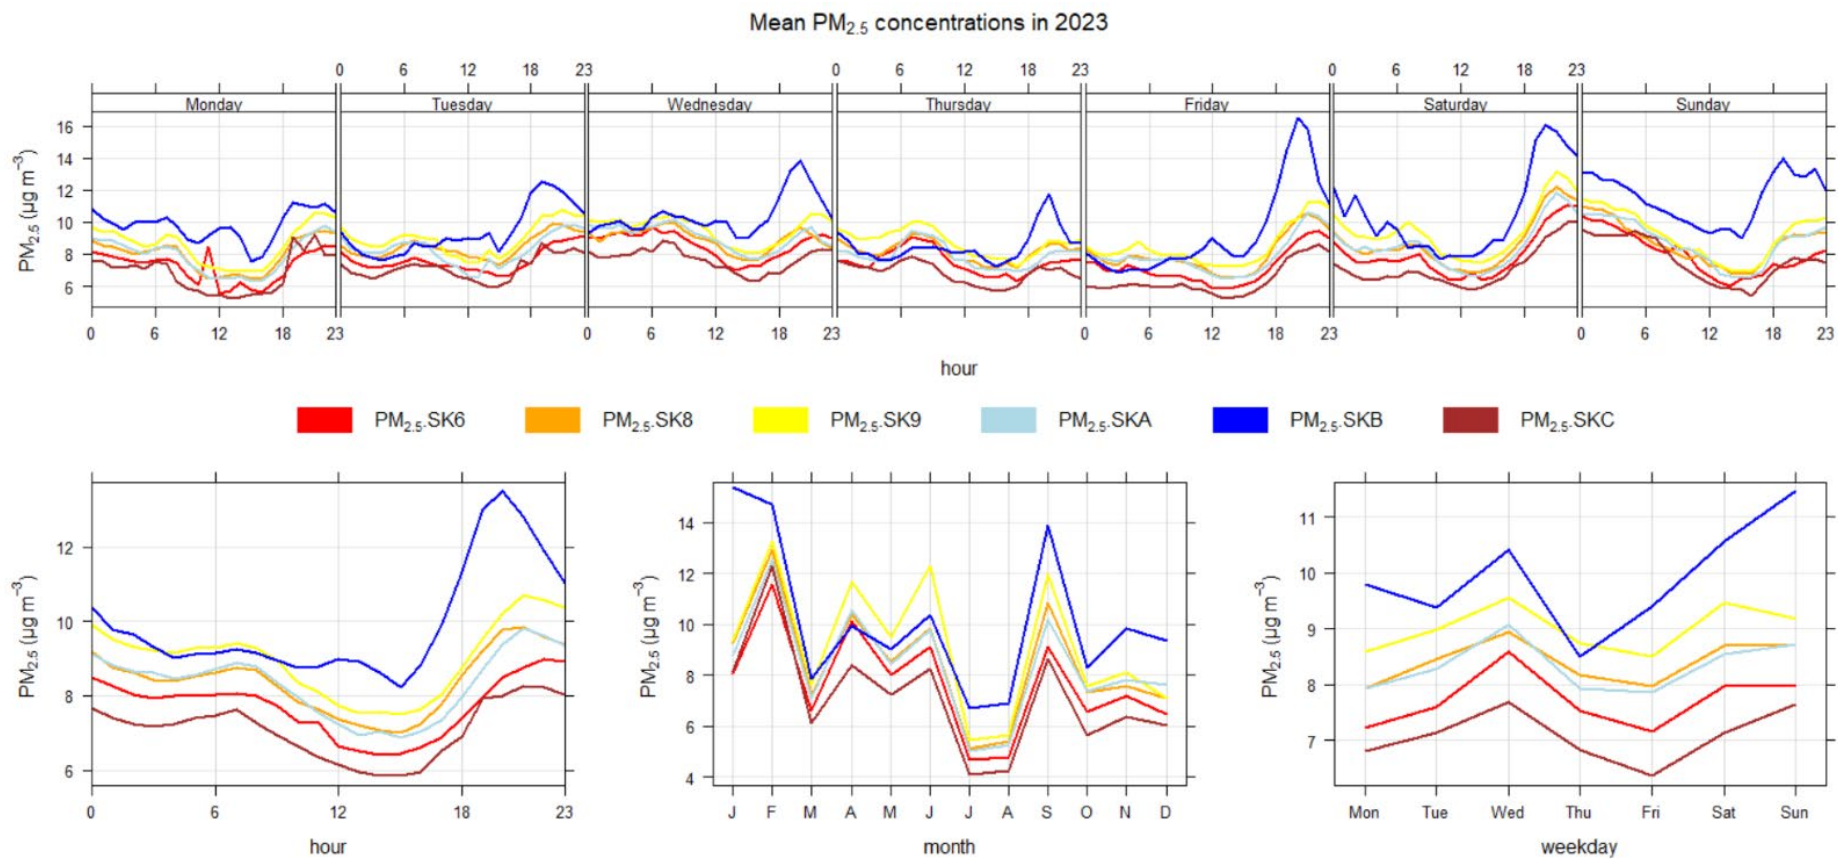 Mean PM2.5 concentrations in 2023
0 6 12 18 23 0 6 12 18 23 0 6 12 18 23
Monday Tuesday Wednesday Thursday Friday Saturday Sunday
PM2.5 (µg m−3)
16
14
12
10
8
6
0 6 12 18 23 0 6 12 18 23 0 6 12 18 23 0 6 12 18 23
hour
PM2.5-SK6 PM2.5-SK8 PM2.5-SK9 PM2.5-SKA PM2.5-SKB PM2.5-SKC
PM2.5 (µg m−3)
12
10
8
6
0 6 12 18 23
hour
PM2.5 (µg m−3)
14
12
10
8
6
4
J F M A M J J A S O N D
month
PM2.5 (µg m−3)
11
10
9
8
7
Mon Tue Wed Thu Fri Sat Sun
weekday